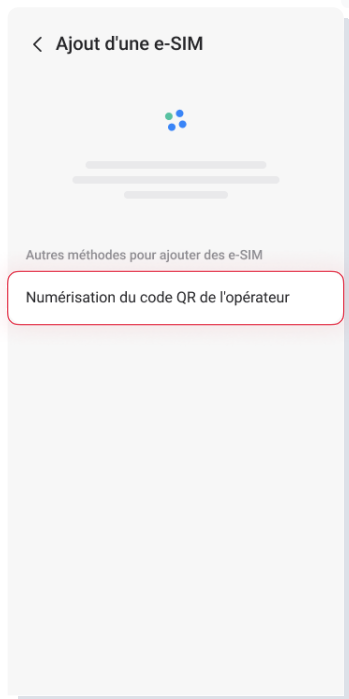 Ajout d'une e-SIM
Autres méthodes pour ajouter des e-SIM
Numérisation du code QR de l'opérateur